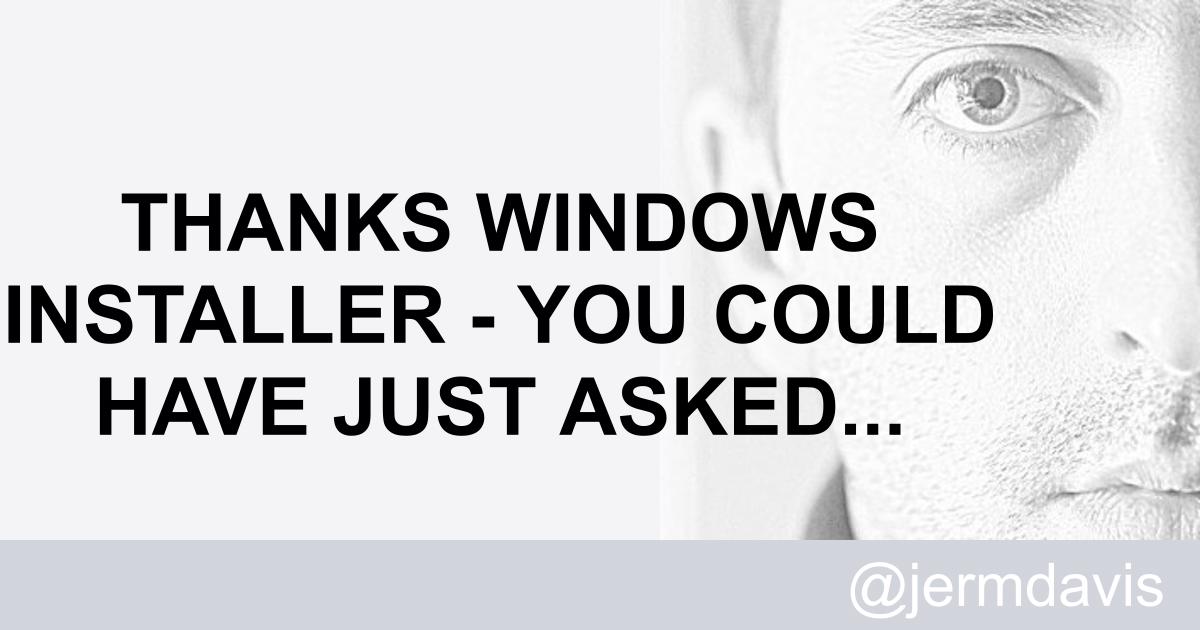 THANKS WINDOWS
INSTALLER - YOU COULD
HAVE JUST ASKED...
@jermdavis